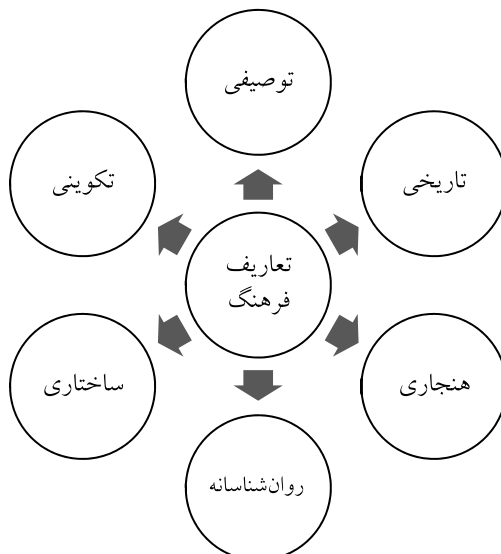 توصیفی
تاریخی
تکوینی
تعاریف
فرهنگ
هنجاری
ساختاری
روان‌شناسانه